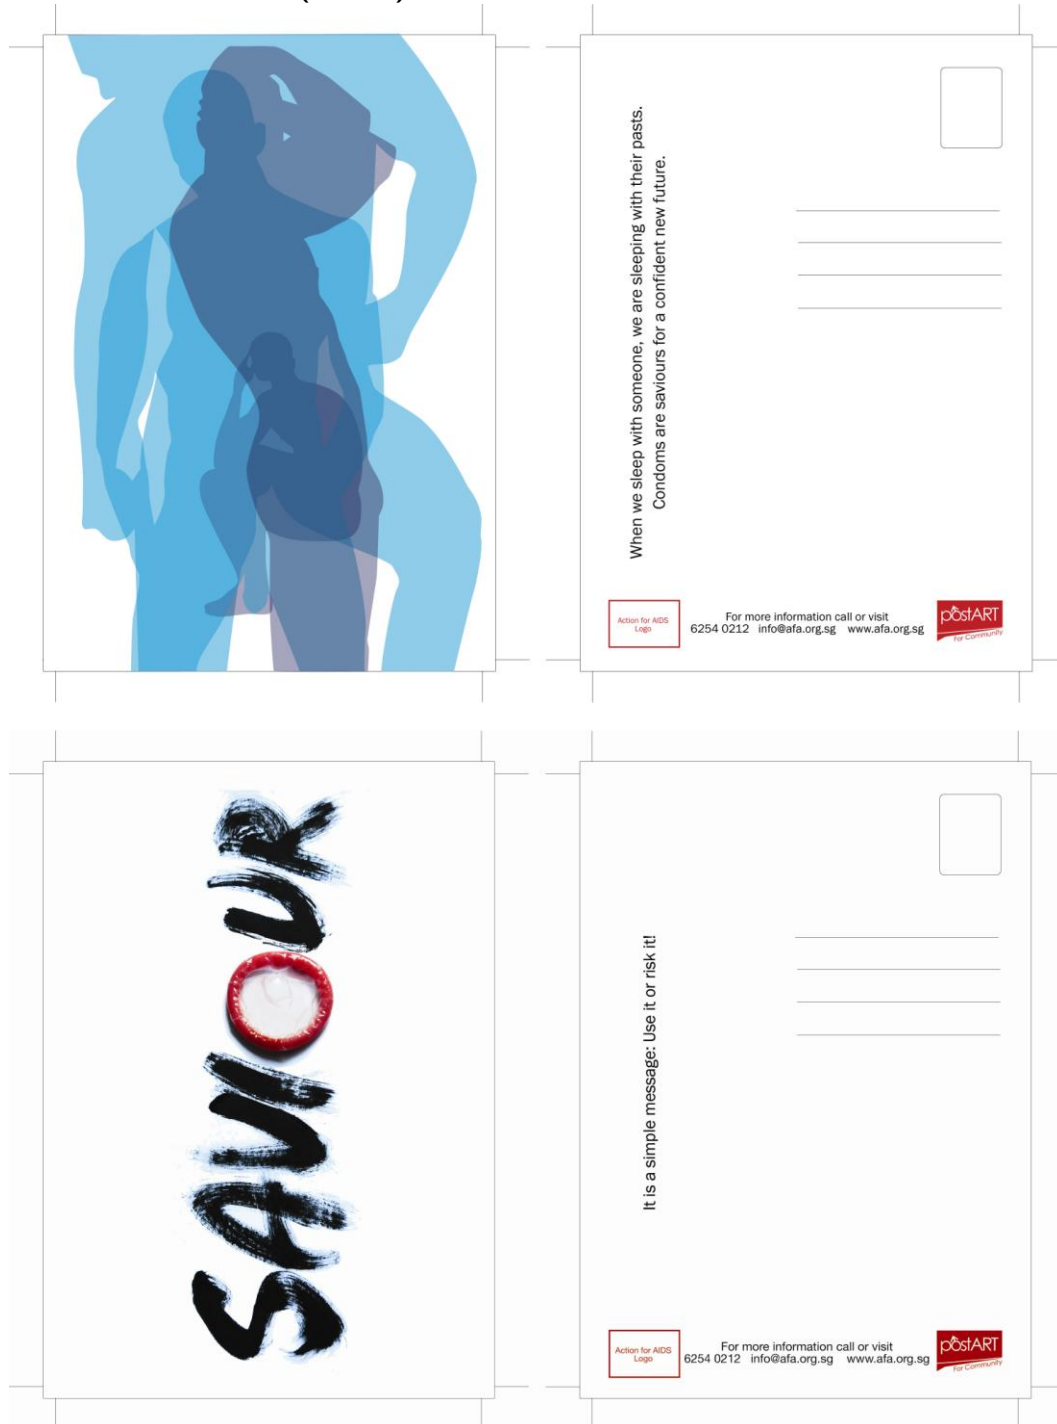 When we sleep with someone, we are sleeping with their pasts.
Condoms are saviours for a confident new future.
Action for AIDS
Logo
For more information call or visit
6254 0212 info@afa.org.sg www.afa.org.sg
pôstART
For Community
SAVIOUR
It is a simple message: Use it or risk it!
Action for AIDS
Logo
For more information call or visit
6254 0212 info@afa.org.sg www.afa.org.sg
pôstART
For Community